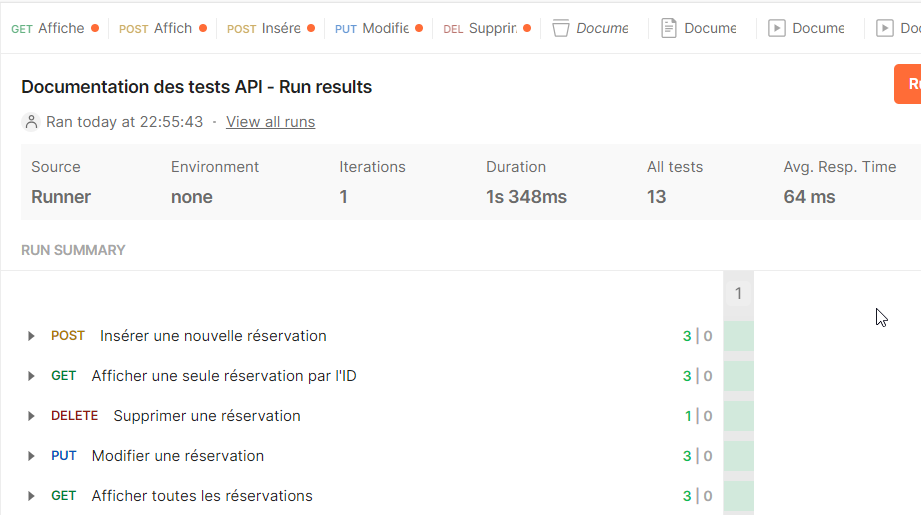 GET Affiche POST Affich POST Insére PUT Modifie DEL Supprin Docume Docume Docume Do
Documentation des tests API - Run results
Ran today at 22:55:43 · View all runs
Source Environment Iterations Duration All tests Avg. Resp. Time
Runner none 1 1s 348ms 13 64 ms
RUN SUMMARY
1
POST Insérer une nouvelle réservation 3 | 0
GET Afficher une seule réservation par l'ID 3 | 0
DELETE Supprimer une réservation 1 | 0
PUT Modifier une réservation 3 | 0
GET Afficher toutes les réservations 3 | 0